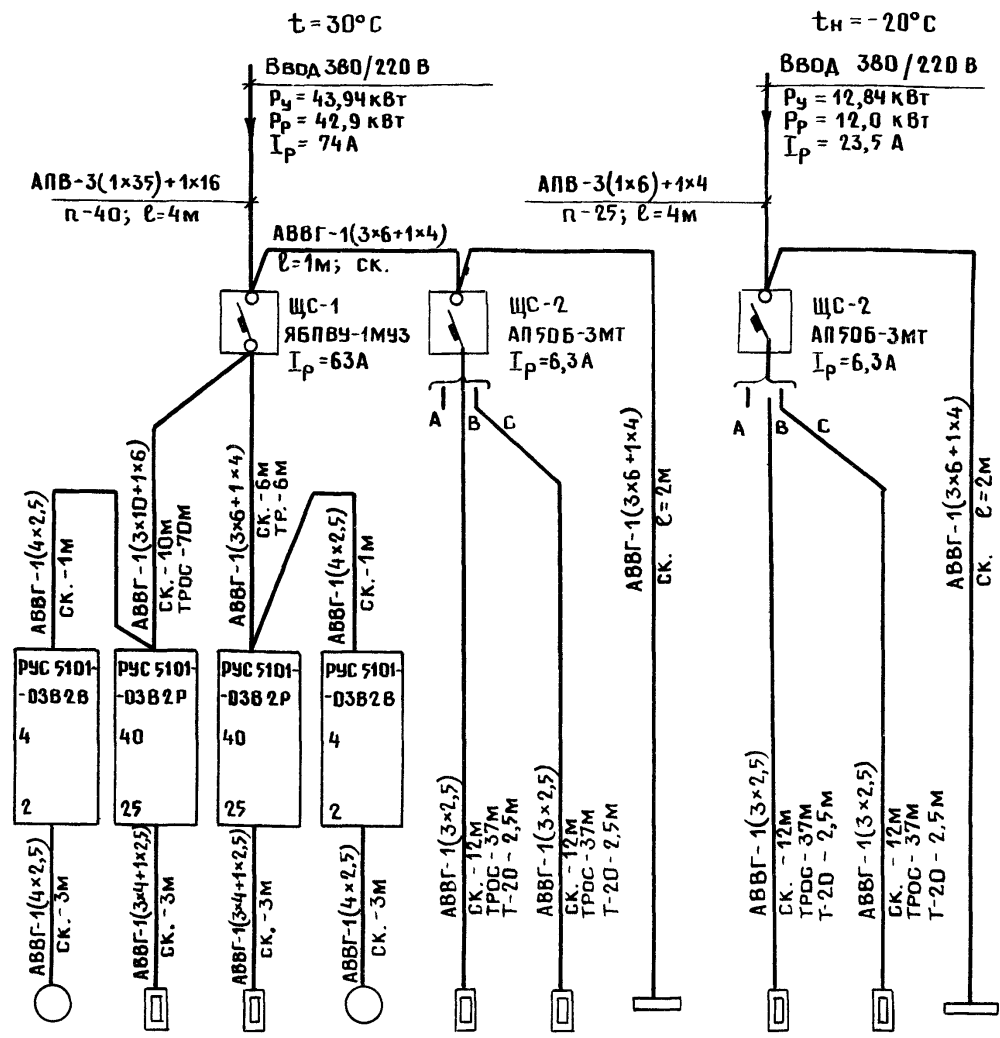 t = 30°C
Ввод 380/220 В
Ру = 43,94 кВт
Рр = 42,9 кВт
Iр = 74 А
АПВ-3(1×35)+1×16
п-40; ℓ=4м
АВВГ-1(3×6+1×4)
ℓ=1м; ск.
ЩС-1
ЯБПВУ-1МУЗ
Iр=63А
ЩС-2
АП50Б-3МТ
Iр=6,3А
А В С
АВВГ-1(4×2,5)
ск.-1м
АВВГ-1(3×10+1×6)
ск.-10м
ТРОС-70м
АВВГ-1(3×6+1×4)
ск.-6м
ТР.-6м
АВВГ-1(4×2,5)
ск.-1м
АВВГ-1(3×6+1×4)
ск. ℓ=2м
РУС 5101-
-03В2В
4
2
РУС 5101-
-03В2Р
40
25
РУС 5101-
-03В2Р
40
25
РУС 5101-
-03В2В
4
2
АВВГ-1(4×2,5)
ск.-3м
АВВГ-1(3×4+1×2,5)
ск.-3м
АВВГ-1(3×4+1×2,5)
ск.-3м
АВВГ-1(4×2,5)
ск.-3м
АВВГ-1(3×2,5)
ск.-12м
ТРОС-37м
Т-20-2,5м
АВВГ-1(3×2,5)
ск.-12м
ТРОС-37м
Т-20-2,5м
tн = -20°C
Ввод 380/220 В
Ру = 12,84 кВт
Рр = 12,0 кВт
Iр = 23,5 А
АПВ-3(1×6)+1×4
п-25; ℓ=4м
ЩС-2
АП50Б-3МТ
Iр=6,3А
А В С
АВВГ-1(3×6+1×4)
ск. ℓ=2м
АВВГ-1(3×2,5)
ск.-12м
ТРОС-37м
Т-20-2,5м
АВВГ-1(3×2,5)
ск.-12м
ТРОС-37м
Т-20-2,5м